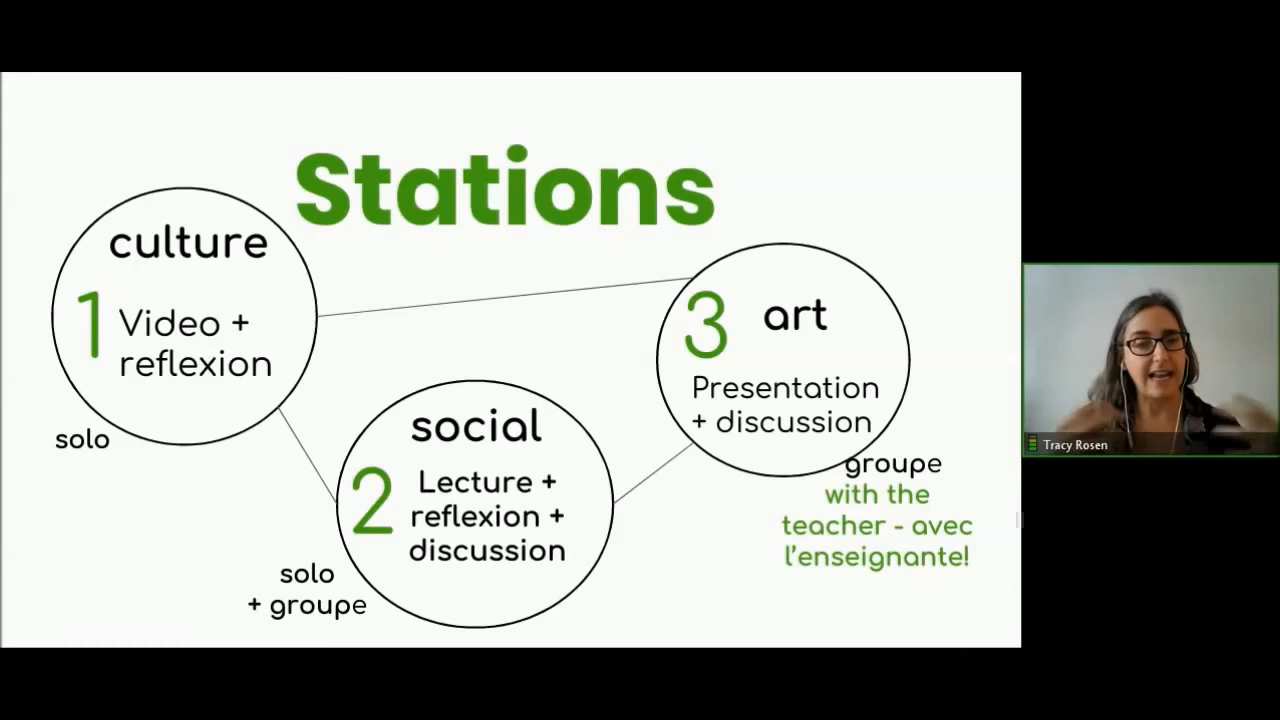 Stations
culture
1
Video +
reflexion
solo
social
2
Lecture +
reflexion +
discussion
solo
+ groupe
3
art
Presentation
+ discussion
groupe
with the
teacher - avec
l'enseignante!
Tracy Rosen